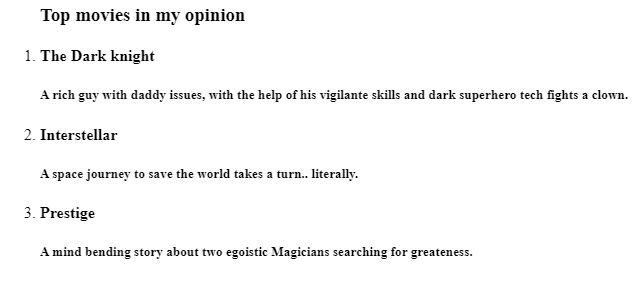 Top movies in my opinion
1. The Dark knight
A rich guy with daddy issues, with the help of his vigilante skills and dark superhero tech fights a clown.
2. Interstellar
A space journey to save the world takes a turn.. literally.
3. Prestige
A mind bending story about two egoistic Magicians searching for greateness.